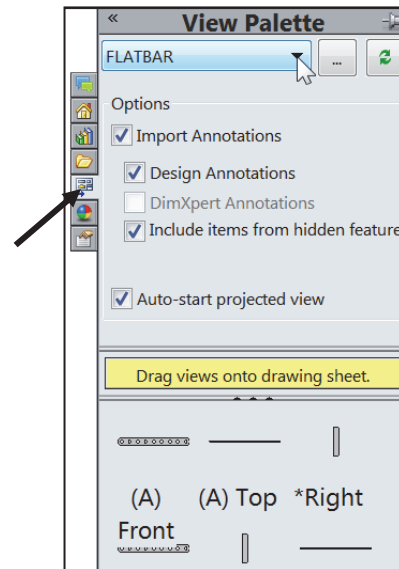 « View Palette
FLATBAR ...
Options
Import Annotations
Design Annotations
DimXpert Annotations
Include items from hidden feature
Auto-start projected view
Drag views onto drawing sheet.
(A) (A) Top *Right
Front